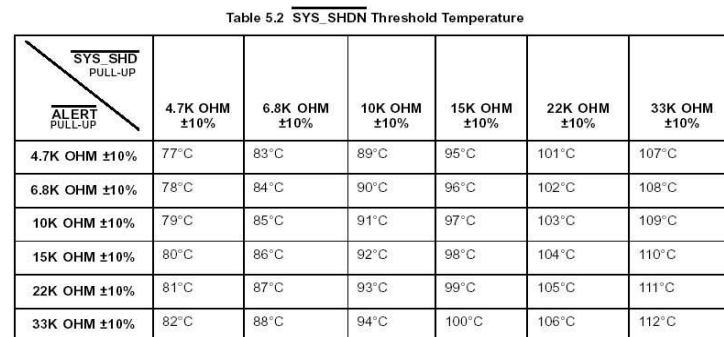 Table 5.2 SYS_SHDN Threshold Temperature
SYS_SHD
PULL-UP
ALERT
PULL-UP
4.7K OHM ±10% 6.8K OHM ±10% 10K OHM ±10% 15K OHM ±10% 22K OHM ±10% 33K OHM ±10%
4.7K OHM ±10% 77°C 83°C 89°C 95°C 101°C 107°C
6.8K OHM ±10% 78°C 84°C 90°C 96°C 102°C 108°C
10K OHM ±10% 79°C 85°C 91°C 97°C 103°C 109°C
15K OHM ±10% 80°C 86°C 92°C 98°C 104°C 110°C
22K OHM ±10% 81°C 87°C 93°C 99°C 105°C 111°C
33K OHM ±10% 82°C 88°C 94°C 100°C 106°C 112°C